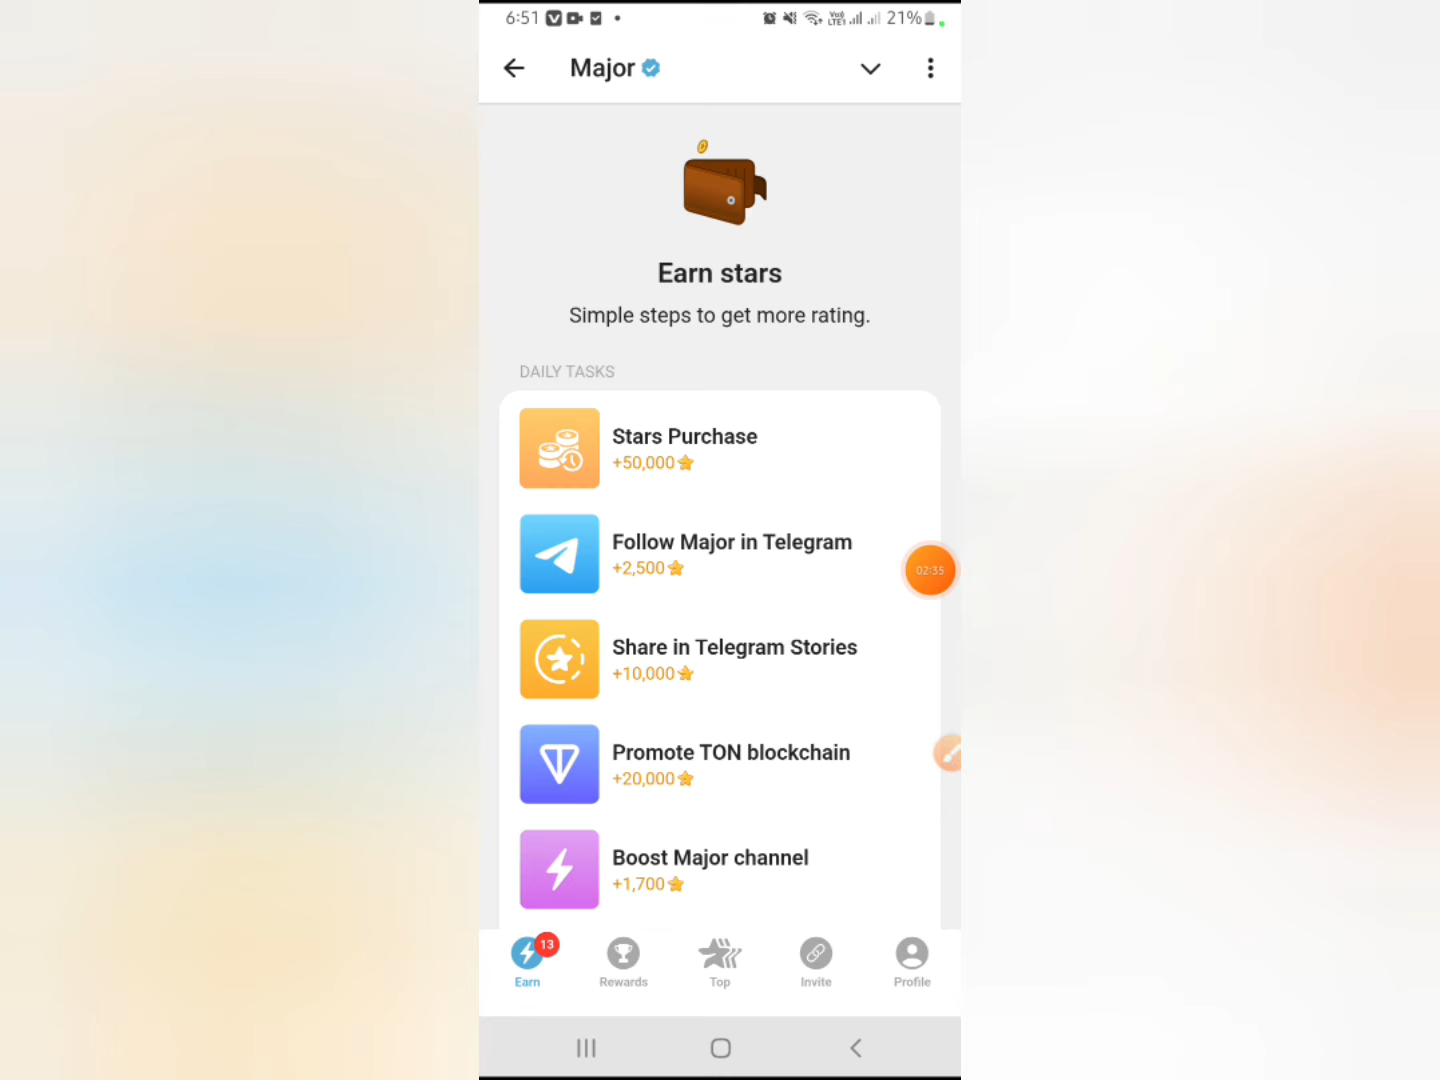 6:51
21%
Major
Earn stars
Simple steps to get more rating.
DAILY TASKS
Stars Purchase
+50,000
Follow Major in Telegram
+2,500
02:35
Share in Telegram Stories
+10,000
Promote TON blockchain
+20,000
Boost Major channel
+1,700
13
Earn
Rewards
Top
Invite
Profile